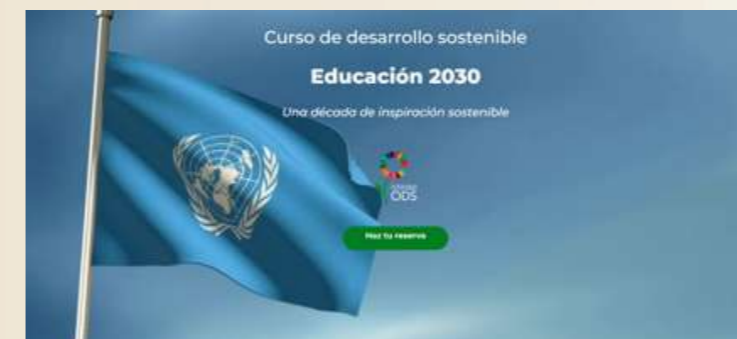 Curso de desarrollo sostenible
Educación 2030
Una década de inspiración sostenible
ODS
Haz tu reserva